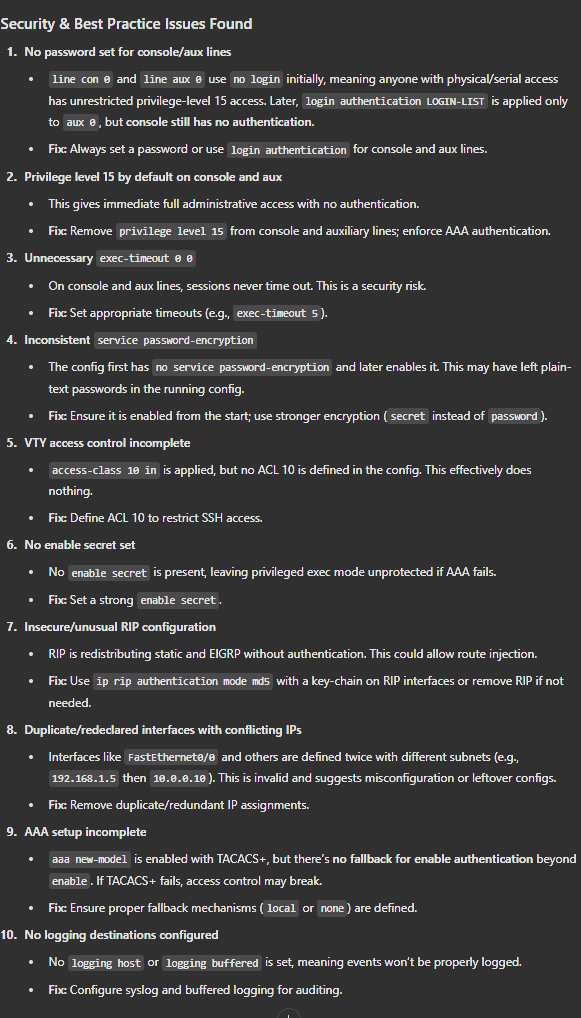 Security & Best Practice Issues Found
1. No password set for console/aux lines
• line con 0 and line aux 0 use no login initially, meaning anyone with physical/serial access
has unrestricted privilege-level 15 access. Later, login authentication LOGIN-LIST is applied only
to aux 0, but console still has no authentication.
• Fix: Always set a password or use login authentication for console and aux lines.
2. Privilege level 15 by default on console and aux
• This gives immediate full administrative access with no authentication.
• Fix: Remove privilege level 15 from console and auxiliary lines; enforce AAA authentication.
3. Unnecessary exec-timeout 0 0
• On console and aux lines, sessions never time out. This is a security risk.
• Fix: Set appropriate timeouts (e.g., exec-timeout 5).
4. Inconsistent service password-encryption
• The config first has no service password-encryption and later enables it. This may have left plain-
text passwords in the running config.
• Fix: Ensure it is enabled from the start; use stronger encryption (secret instead of password).
5. VTY access control incomplete
• access-class 10 in is applied, but no ACL 10 is defined in the config. This effectively does
nothing.
• Fix: Define ACL 10 to restrict SSH access.
6. No enable secret set
• No enable secret is present, leaving privileged exec mode unprotected if AAA fails.
• Fix: Set a strong enable secret.
7. Insecure/unusual RIP configuration
• RIP is redistributing static and EIGRP without authentication. This could allow route injection.
• Fix: Use ip rip authentication mode md5 with a key-chain on RIP interfaces or remove RIP if not
needed.
8. Duplicate/redeclared interfaces with conflicting IPs
• Interfaces like FastEthernet0/0 and others are defined twice with different subnets (e.g.,
192.168.1.5 then 10.0.0.10). This is invalid and suggests misconfiguration or leftover configs.
• Fix: Remove duplicate/redundant IP assignments.
9. AAA setup incomplete
• aaa new-model is enabled with TACACS+, but there's no fallback for enable authentication beyond
enable. If TACACS+ fails, access control may break.
• Fix: Ensure proper fallback mechanisms (local or none) are defined.
10. No logging destinations configured
• No logging host or logging buffered is set, meaning events won't be properly logged.
• Fix: Configure syslog and buffered logging for auditing.